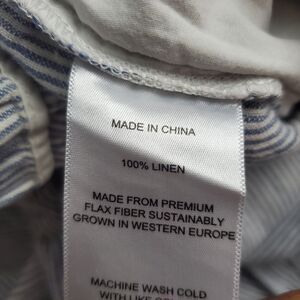 MADE IN CHINA
100% LINEN
MADE FROM PREMIUM
FLAX FIBER SUSTAINABLY
GROWN IN WESTERN EUROPE
MACHINE WASH COLD
WITH LIKE